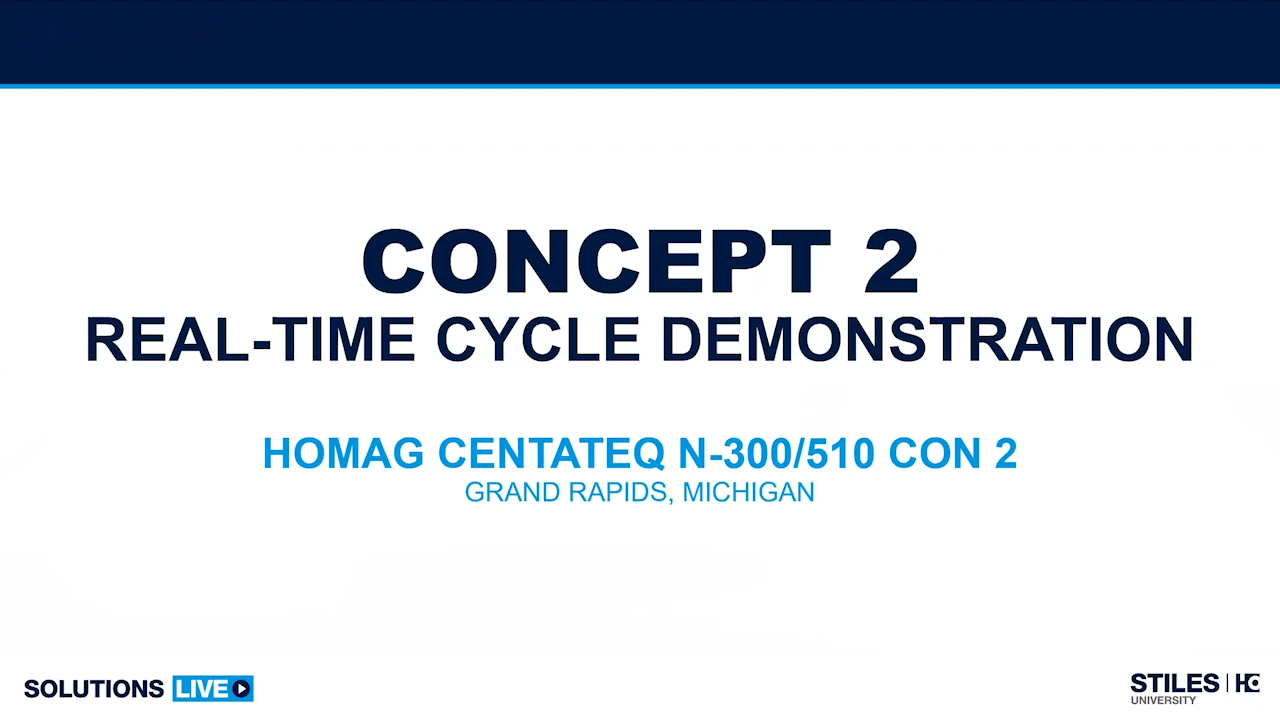 CONCEPT 2
REAL-TIME CYCLE DEMONSTRATION
HOMAG CENTATEQ N-300/510 CON 2
GRAND RAPIDS, MICHIGAN
SOLUTIONS LIVE
STILES
UNIVERSITY